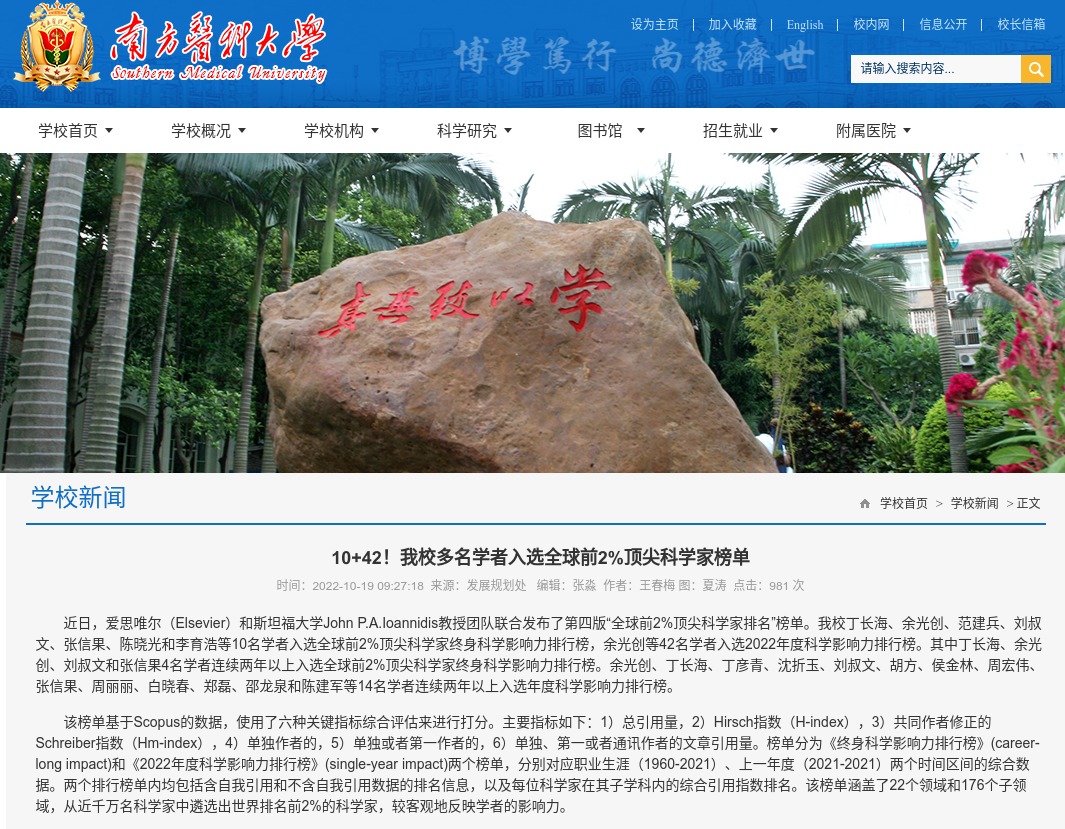 南方醫科大學
Southern Medical University
博學篤行 尚德濟世
设为主页 | 加入收藏 | English | 校内网 | 信息公开 | 校长信箱
请输入搜索内容...
学校首页 学校概况 学校机构 科学研究 图书馆 招生就业 附属医院
学校新闻
学校首页 > 学校新闻 > 正文
10+42！我校多名学者入选全球前2%顶尖科学家榜单
时间：2022-10-19 09:27:18 来源：发展规划处 编辑：张淼 作者：王春梅 图：夏涛 点击：981 次
近日，爱思唯尔（Elsevier）和斯坦福大学John P.A.Ioannidis教授团队联合发布了第四版“全球前2%顶尖科学家排名”榜单。我校丁长海、余光创、范建兵、刘叔
文、张信果、陈晓光和李育浩等10名学者入选全球前2%顶尖科学家终身科学影响力排行榜，余光创等42名学者入选2022年度科学影响力排行榜。其中丁长海、余光
创、刘叔文和张信果4名学者连续两年以上入选全球前2%顶尖科学家终身科学影响力排行榜。余光创、丁长海、丁彦青、沈折玉、刘叔文、胡方、侯金林、周宏伟、
张信果、周丽丽、白晓春、郑磊、邵龙泉和陈建军等14名学者连续两年以上入选年度科学影响力排行榜。
该榜单基于Scopus的数据，使用了六种关键指标综合评估来进行打分。主要指标如下：1）总引用量，2）Hirsch指数（H-index），3）共同作者修正的
Schreiber指数（Hm-index），4）单独作者的，5）单独或者第一作者的，6）单独、第一或者通讯作者的文章引用量。榜单分为《终身科学影响力排行榜》(career-
long impact)和《2022年度科学影响力排行榜》(single-year impact)两个榜单，分别对应职业生涯（1960-2021）、上一年度（2021-2021）两个时间区间的综合数
据。两个排行榜单内均包括含自我引用和不含自我引用数据的排名信息，以及每位科学家在其子学科内的综合引用指数排名。该榜单涵盖了22个领域和176个子领
域，从近千万名科学家中遴选出世界排名前2%的科学家，较客观地反映学者的影响力。